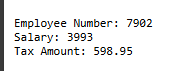 Employee Number: 7902
Salary: 3993
Tax Amount: 598.95